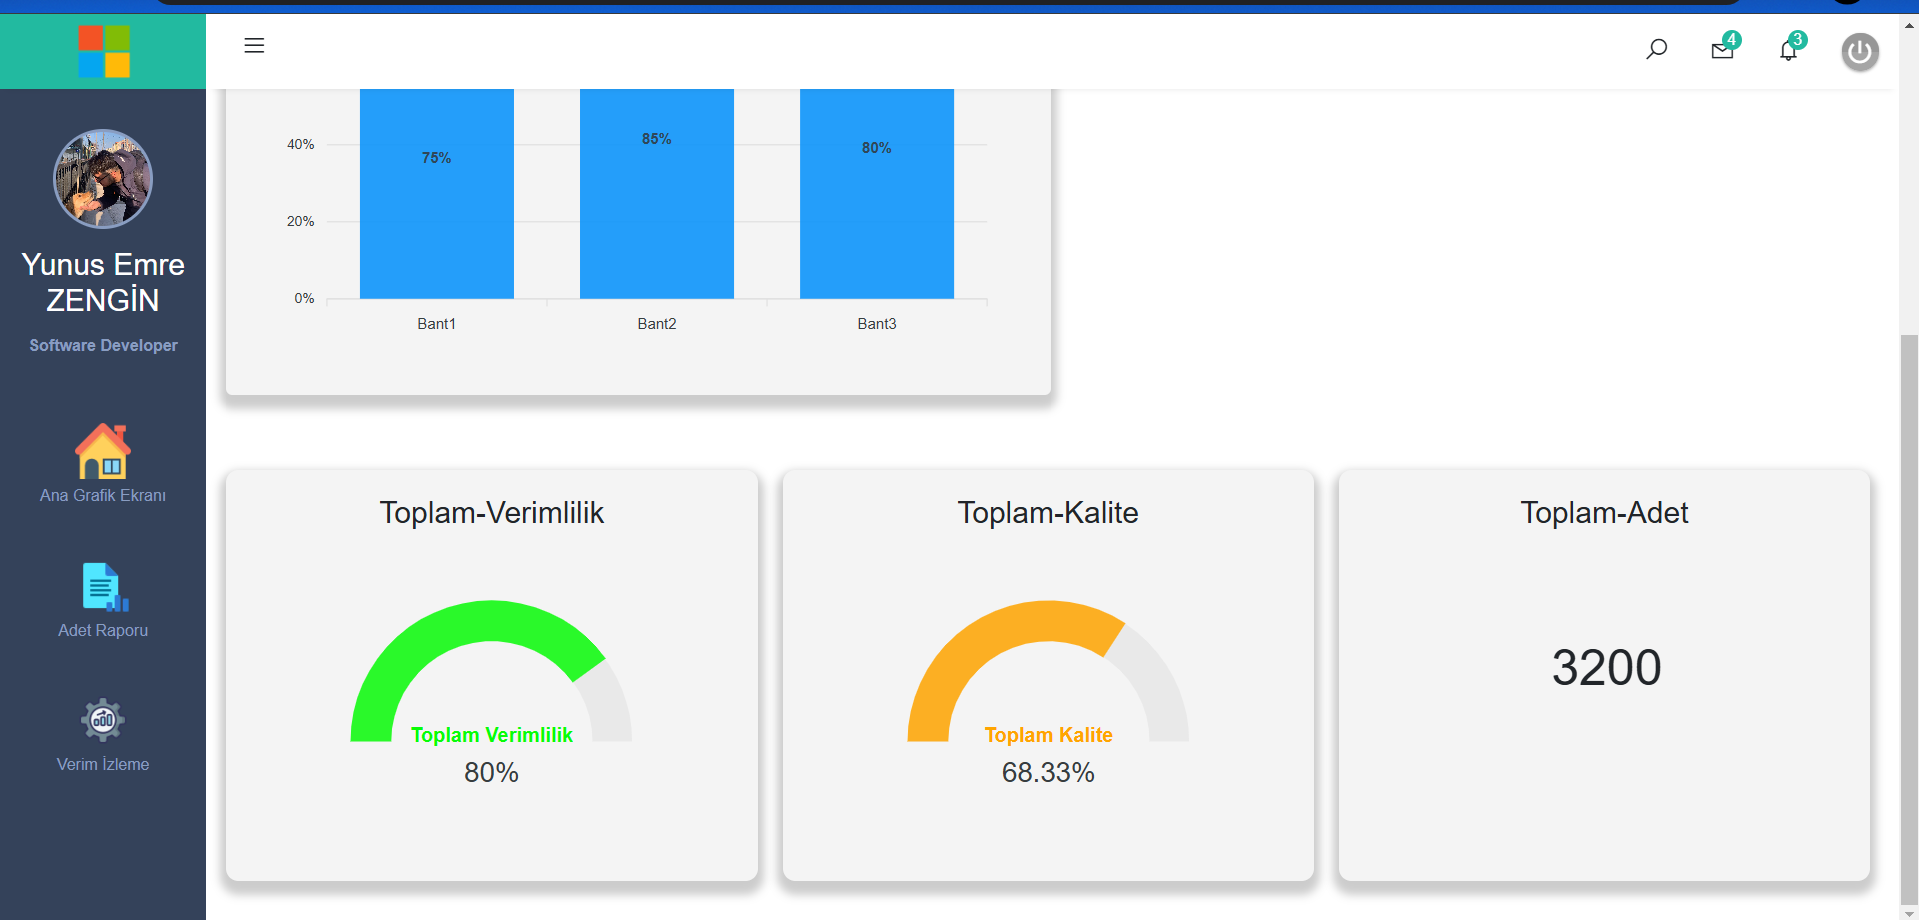 4
3
Yunus Emre
ZENGİN
Software Developer
Ana Grafik Ekranı
Adet Raporu
Verim İzleme
40%
20%
0%
75%
85%
80%
Bant1
Bant2
Bant3
Toplam-Verimlilik
Toplam Verimlilik
80%
Toplam-Kalite
Toplam Kalite
68.33%
Toplam-Adet
3200